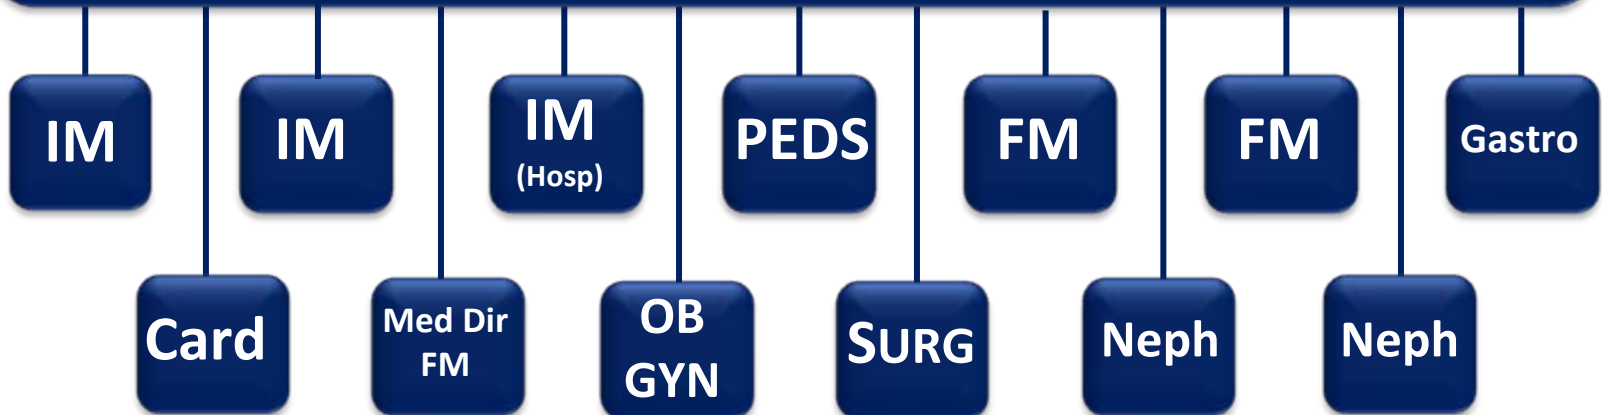 IM
IM
IM
(Hosp)
PEDS
FM
FM
Gastro
Card
Med Dir
FM
OB
GYN
SURG
Neph
Neph